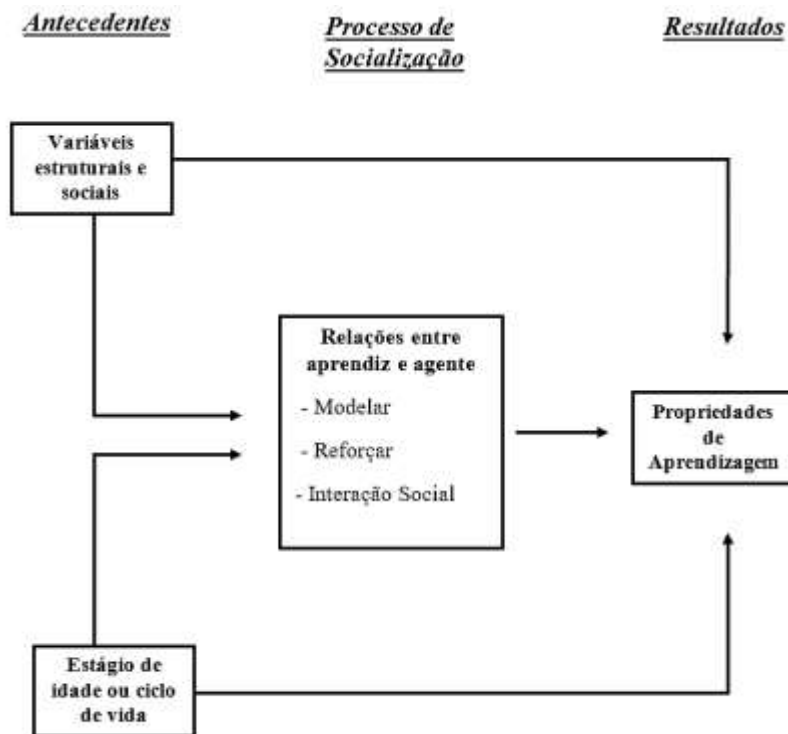 Antecedentes
Processo de
Socialização
Resultados
Variáveis
estruturais e
sociais
Relações entre
aprendiz e agente
- Modelar
- Reforçar
- Interação Social
Propriedades
de
Aprendizagem
Estágio de
idade ou ciclo
de vida